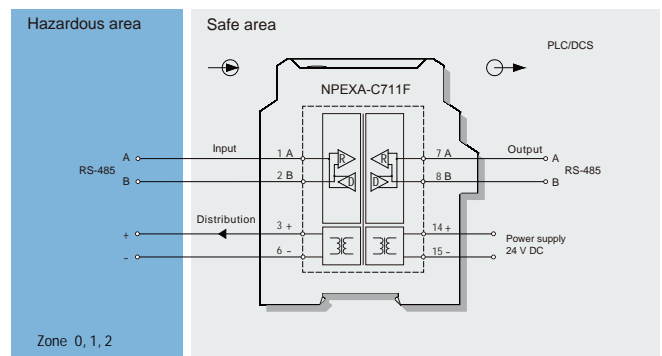 Hazardous area
Safe area
PLC/DCS
NPEXA-C711F
Input
1 A
R
R
7 A
Output
A
A
RS-485
RS-485
B
2 B
D
D
8 B
B
Distribution
3 +
14 +
+
Power supply
24 V DC
-
6 -
15 -
Zone 0, 1, 2